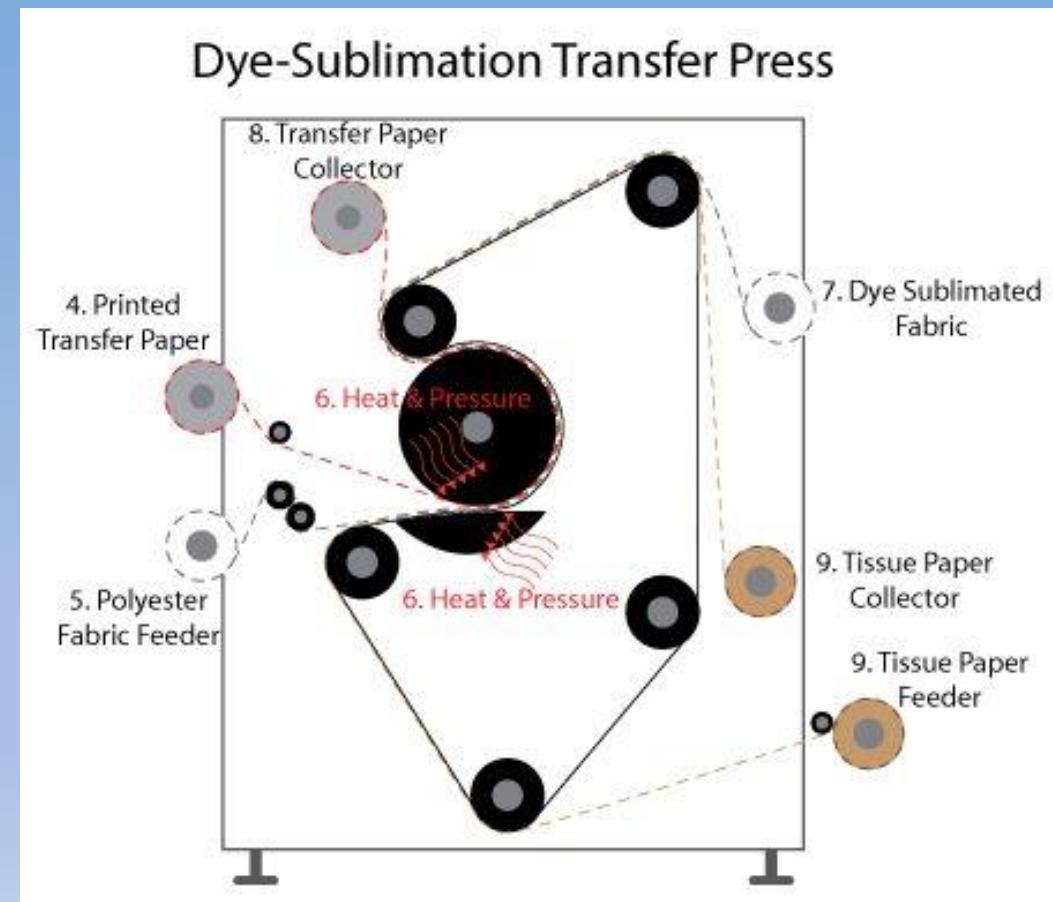 Dye-Sublimation Transfer Press
8. Transfer Paper
Collector
4. Printed
Transfer Paper
7. Dye Sublimated
Fabric
6. Heat & Pressure
5. Polyester
Fabric Feeder
6. Heat & Pressure
9. Tissue Paper
Collector
9. Tissue Paper
Feeder